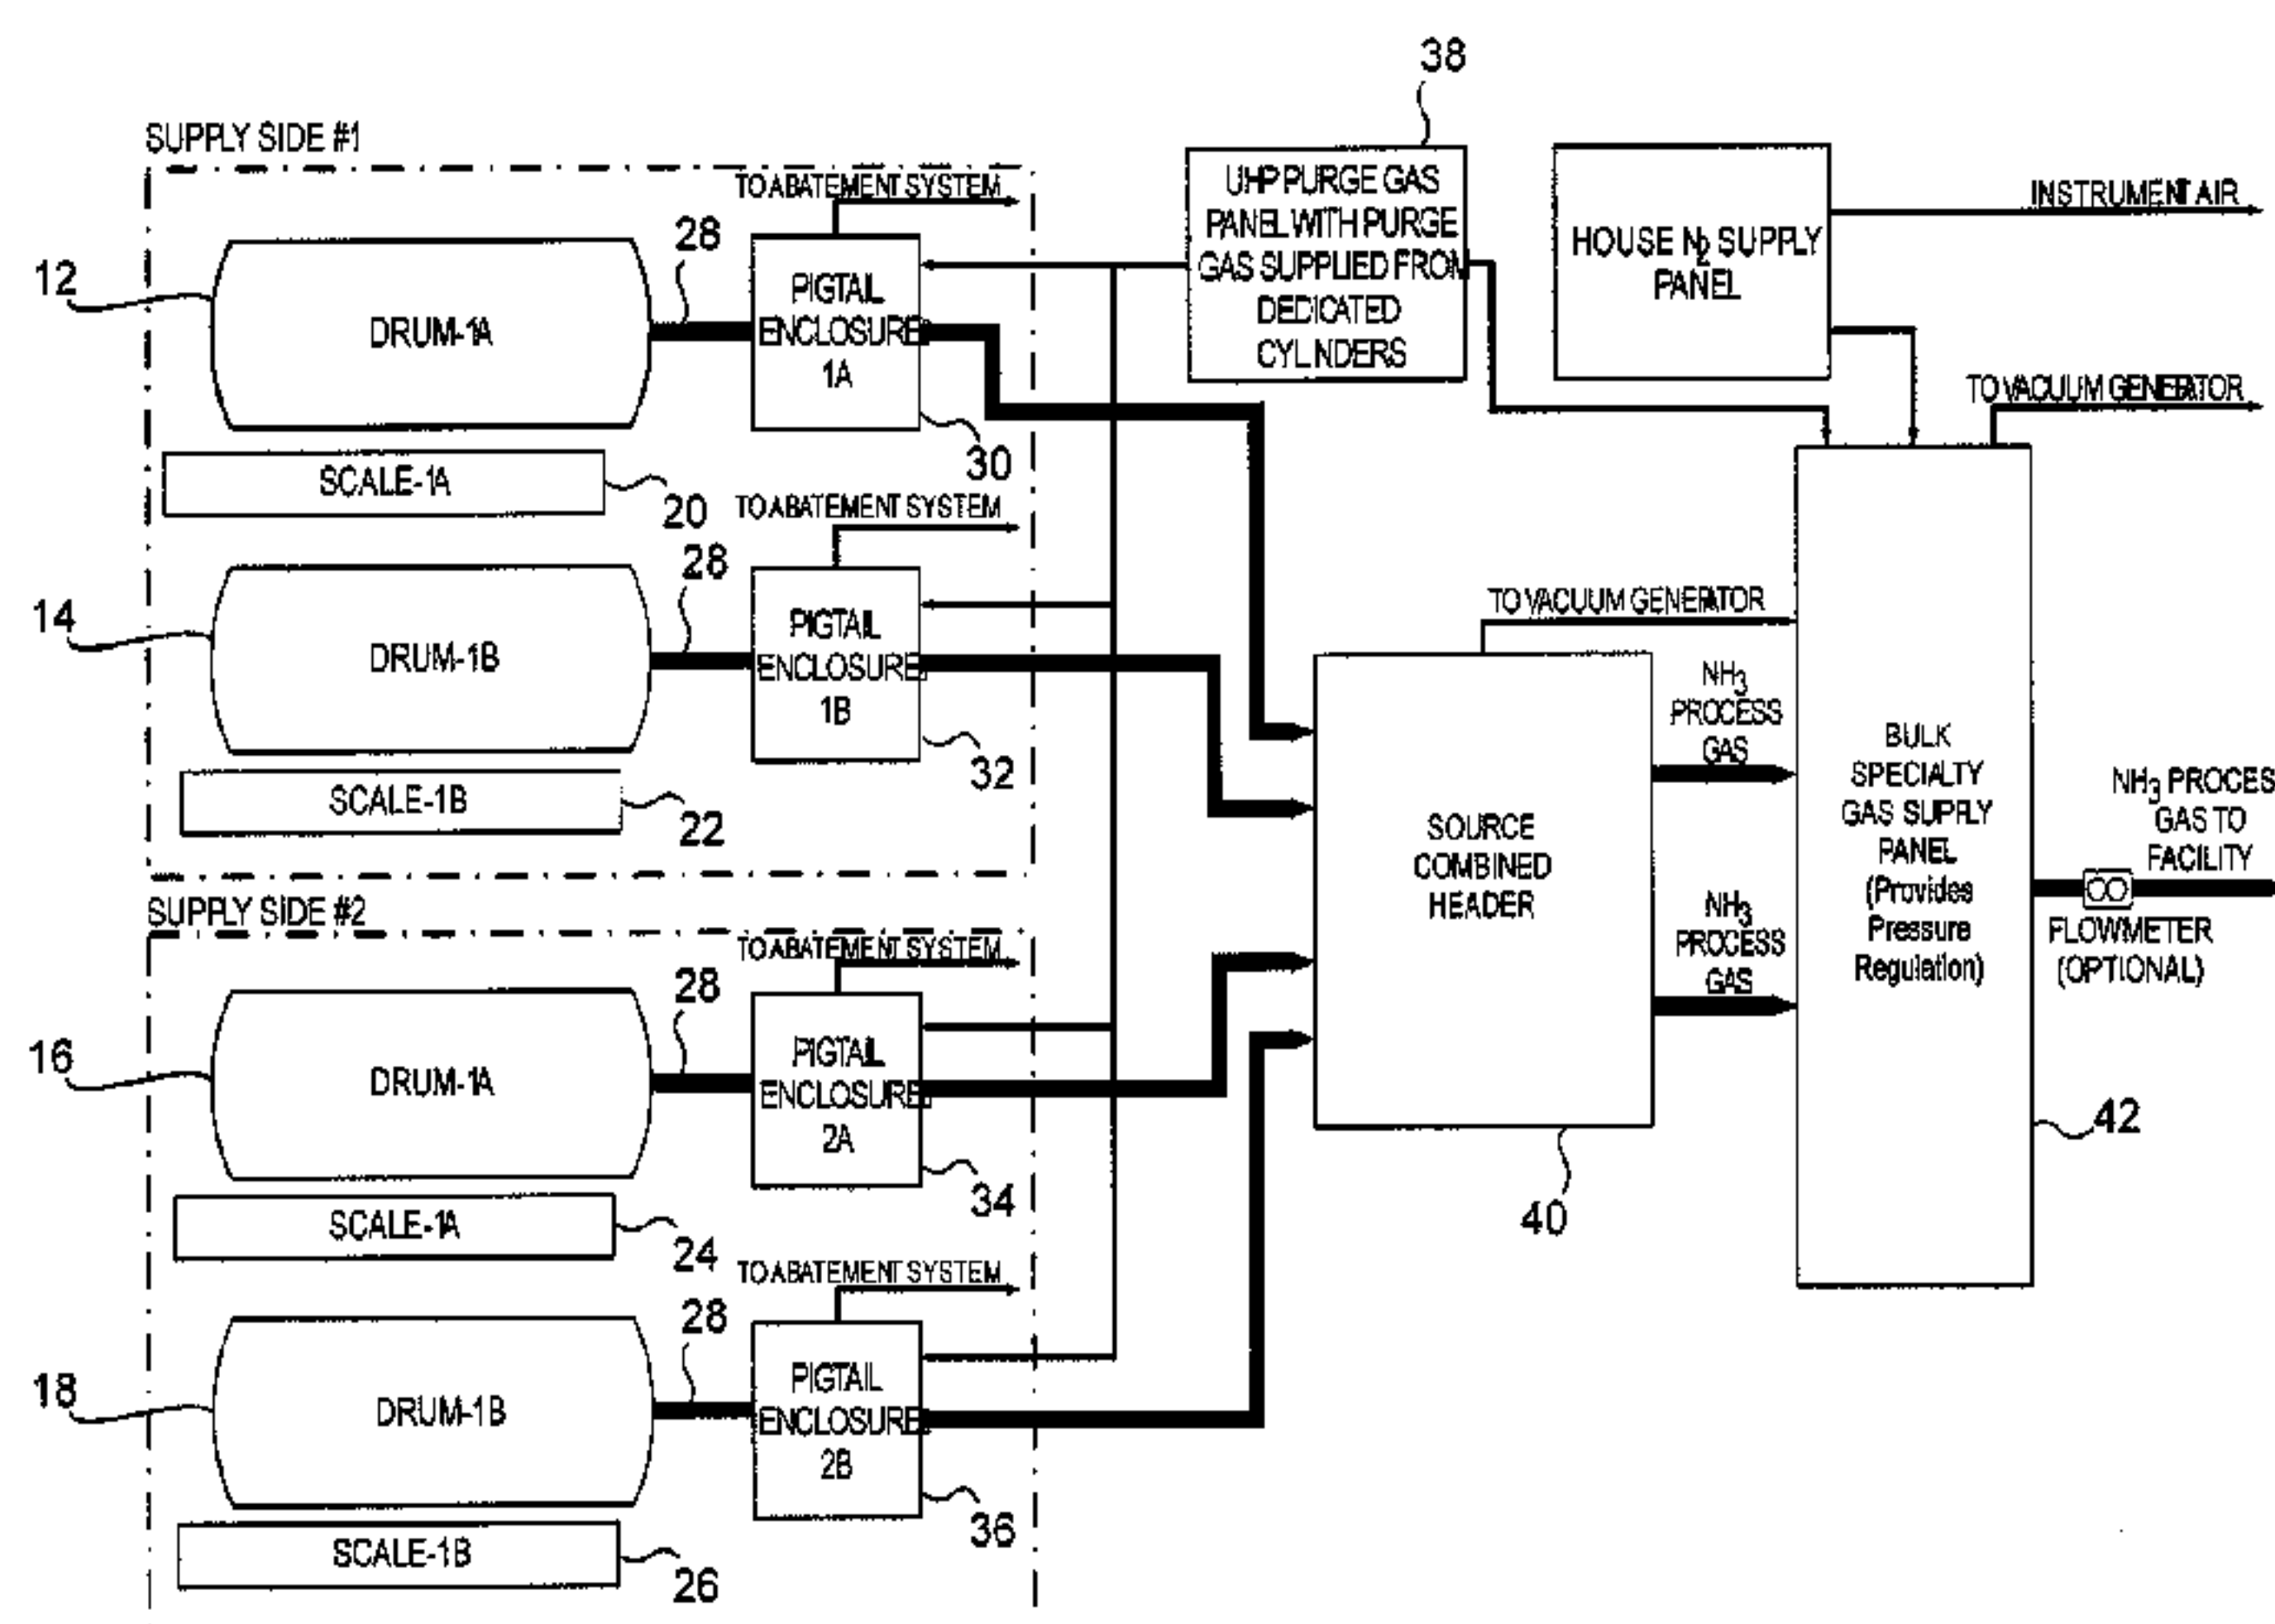 38
SUPPLY SIDE #1
TO ABATEMENT SYSTEM
UHP PURGE GAS
PANEL WITH PURGE
GAS SUPPLIED FROM
DEDICATED
CYLINDERS
HOUSE N2 SUPPLY
PANEL
INSTRUMENT AIR
TO VACUUM GENERATOR
12
DRUM-1A
28
PIGTAIL
ENCLOSURE
1A
30
SCALE-1A
20
TO ABATEMENT SYSTEM
14
DRUM-1B
28
PIGTAIL
ENCLOSURE
1B
32
SCALE-1B
22
TO VACUUM GENERATOR
NH3
PROCESS
GAS
SOURCE
COMBINED
HEADER
NH3
PROCESS
GAS
40
BULK
SPECIALTY
GAS SUPPLY
PANEL
(Provides
Pressure
Regulation)
42
NH3 PROCES
GAS TO
FACILITY
FLOWMETER
(OPTIONAL)
SUPPLY SIDE #2
TO ABATEMENT SYSTEM
16
DRUM-1A
28
PIGTAIL
ENCLOSURE
2A
34
SCALE-1A
24
TO ABATEMENT SYSTEM
18
DRUM-1B
28
PIGTAIL
ENCLOSURE
2B
36
SCALE-1B
26